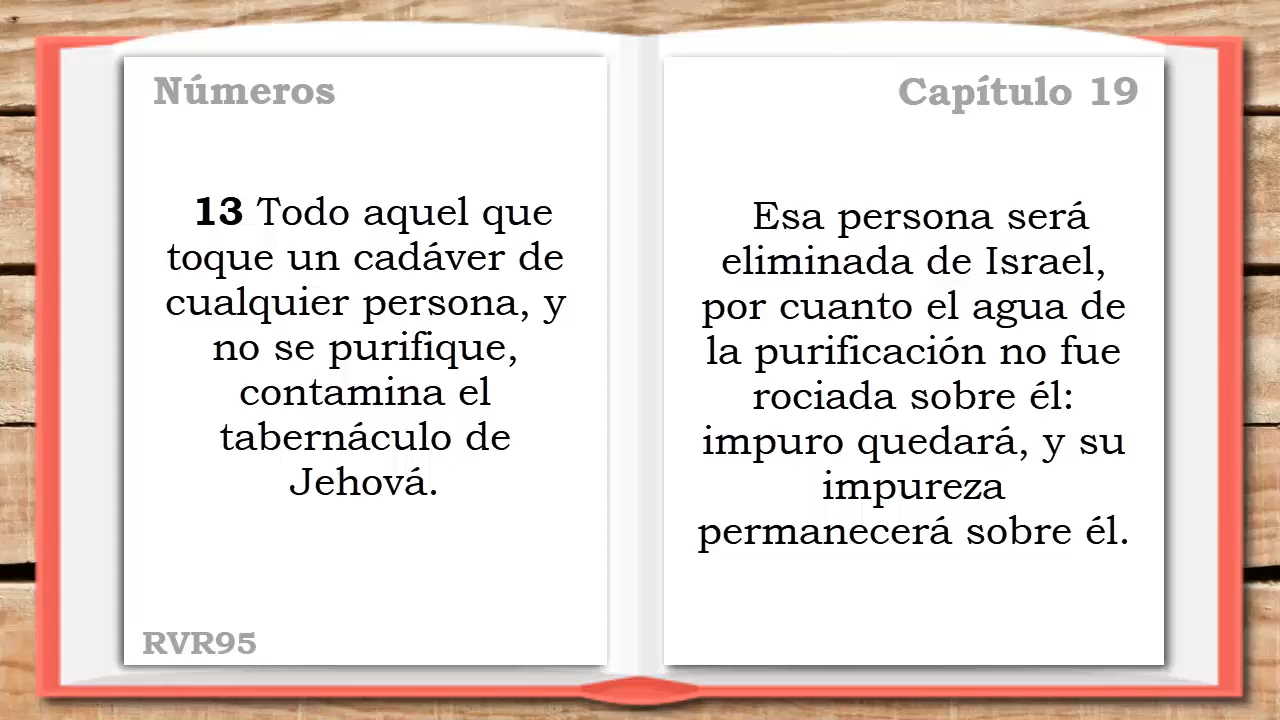 Números
13 Todo aquel que
toque un cadáver de
cualquier persona, y
no se purifique,
contamina el
tabernáculo de
Jehová.
RVR95
Capítulo 19
Esa persona será
eliminada de Israel,
por cuanto el agua de
la purificación no fue
rociada sobre él:
impuro quedará, y su
impureza
permanecerá sobre él.